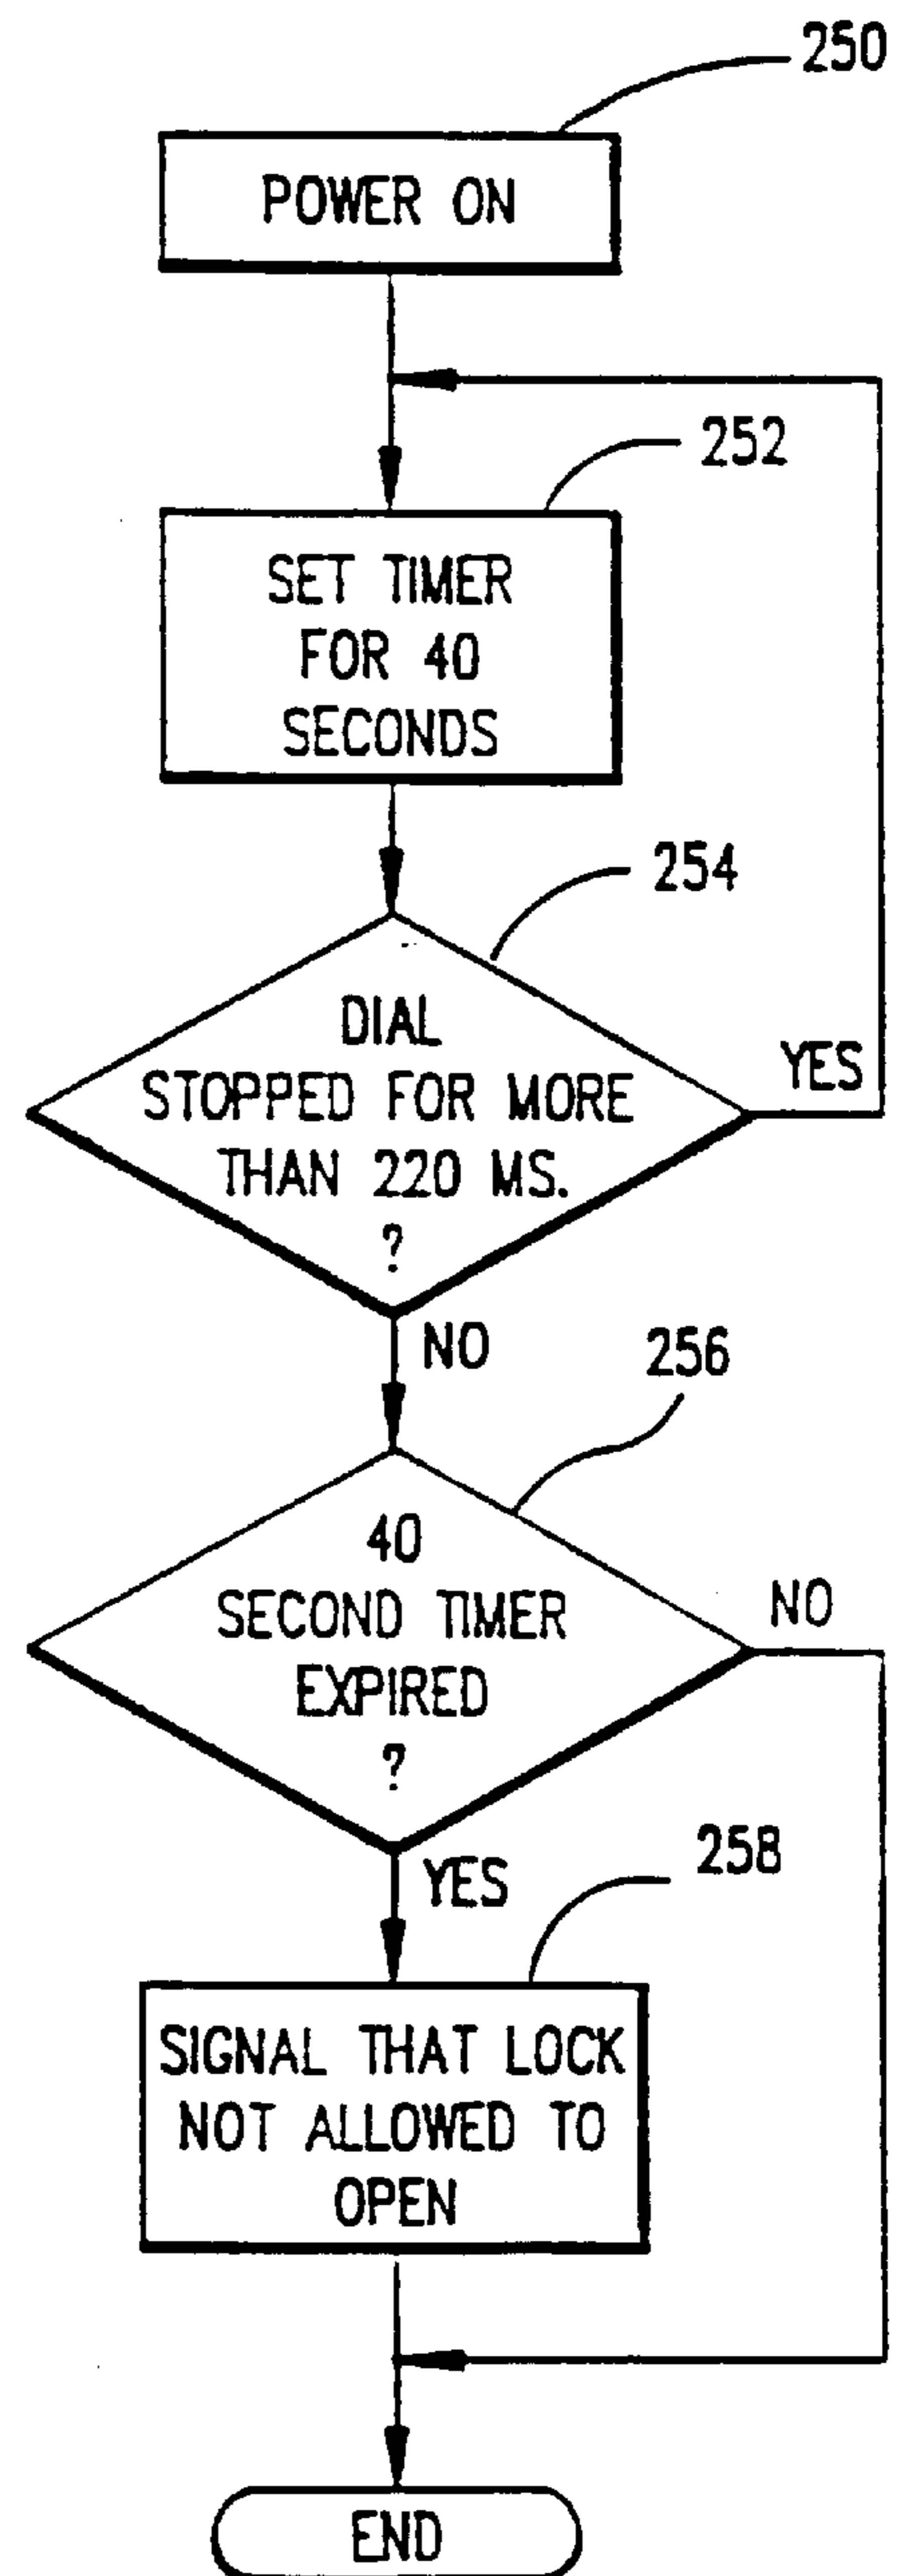 250
POWER ON
252
SET TIMER
FOR 40
SECONDS
254
DIAL
STOPPED FOR MORE
THAN 220 MS.
?
YES
NO
256
40
SECOND TIMER
EXPIRED
?
NO
YES
258
SIGNAL THAT LOCK
NOT ALLOWED TO
OPEN
END